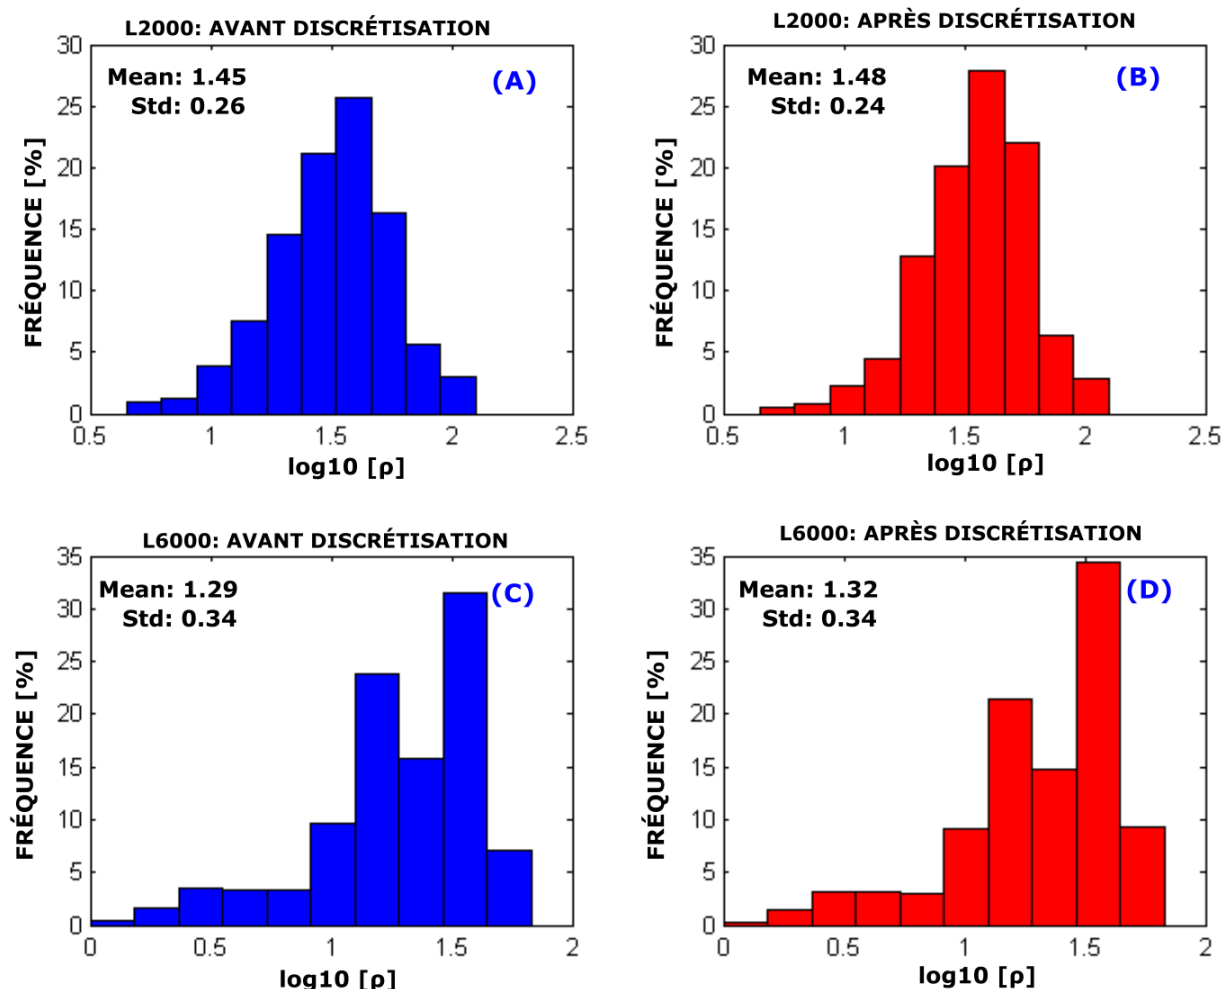 L2000: AVANT DISCRÉTISATION
30
25
20
15
10
5
0
0.5
1
1.5
2
2.5
Mean: 1.45
Std: 0.26
(A)
FRÉQUENCE [%]
log10 [ρ]
L2000: APRÈS DISCRÉTISATION
30
25
20
15
10
5
0
0.5
1
1.5
2
2.5
Mean: 1.48
Std: 0.24
(B)
FRÉQUENCE [%]
log10 [ρ]
L6000: AVANT DISCRÉTISATION
35
30
25
20
15
10
5
0
0
0.5
1
1.5
2
Mean: 1.29
Std: 0.34
(C)
FRÉQUENCE [%]
log10 [ρ]
L6000: APRÈS DISCRÉTISATION
35
30
25
20
15
10
5
0
0
0.5
1
1.5
2
Mean: 1.32
Std: 0.34
(D)
FRÉQUENCE [%]
log10 [ρ]